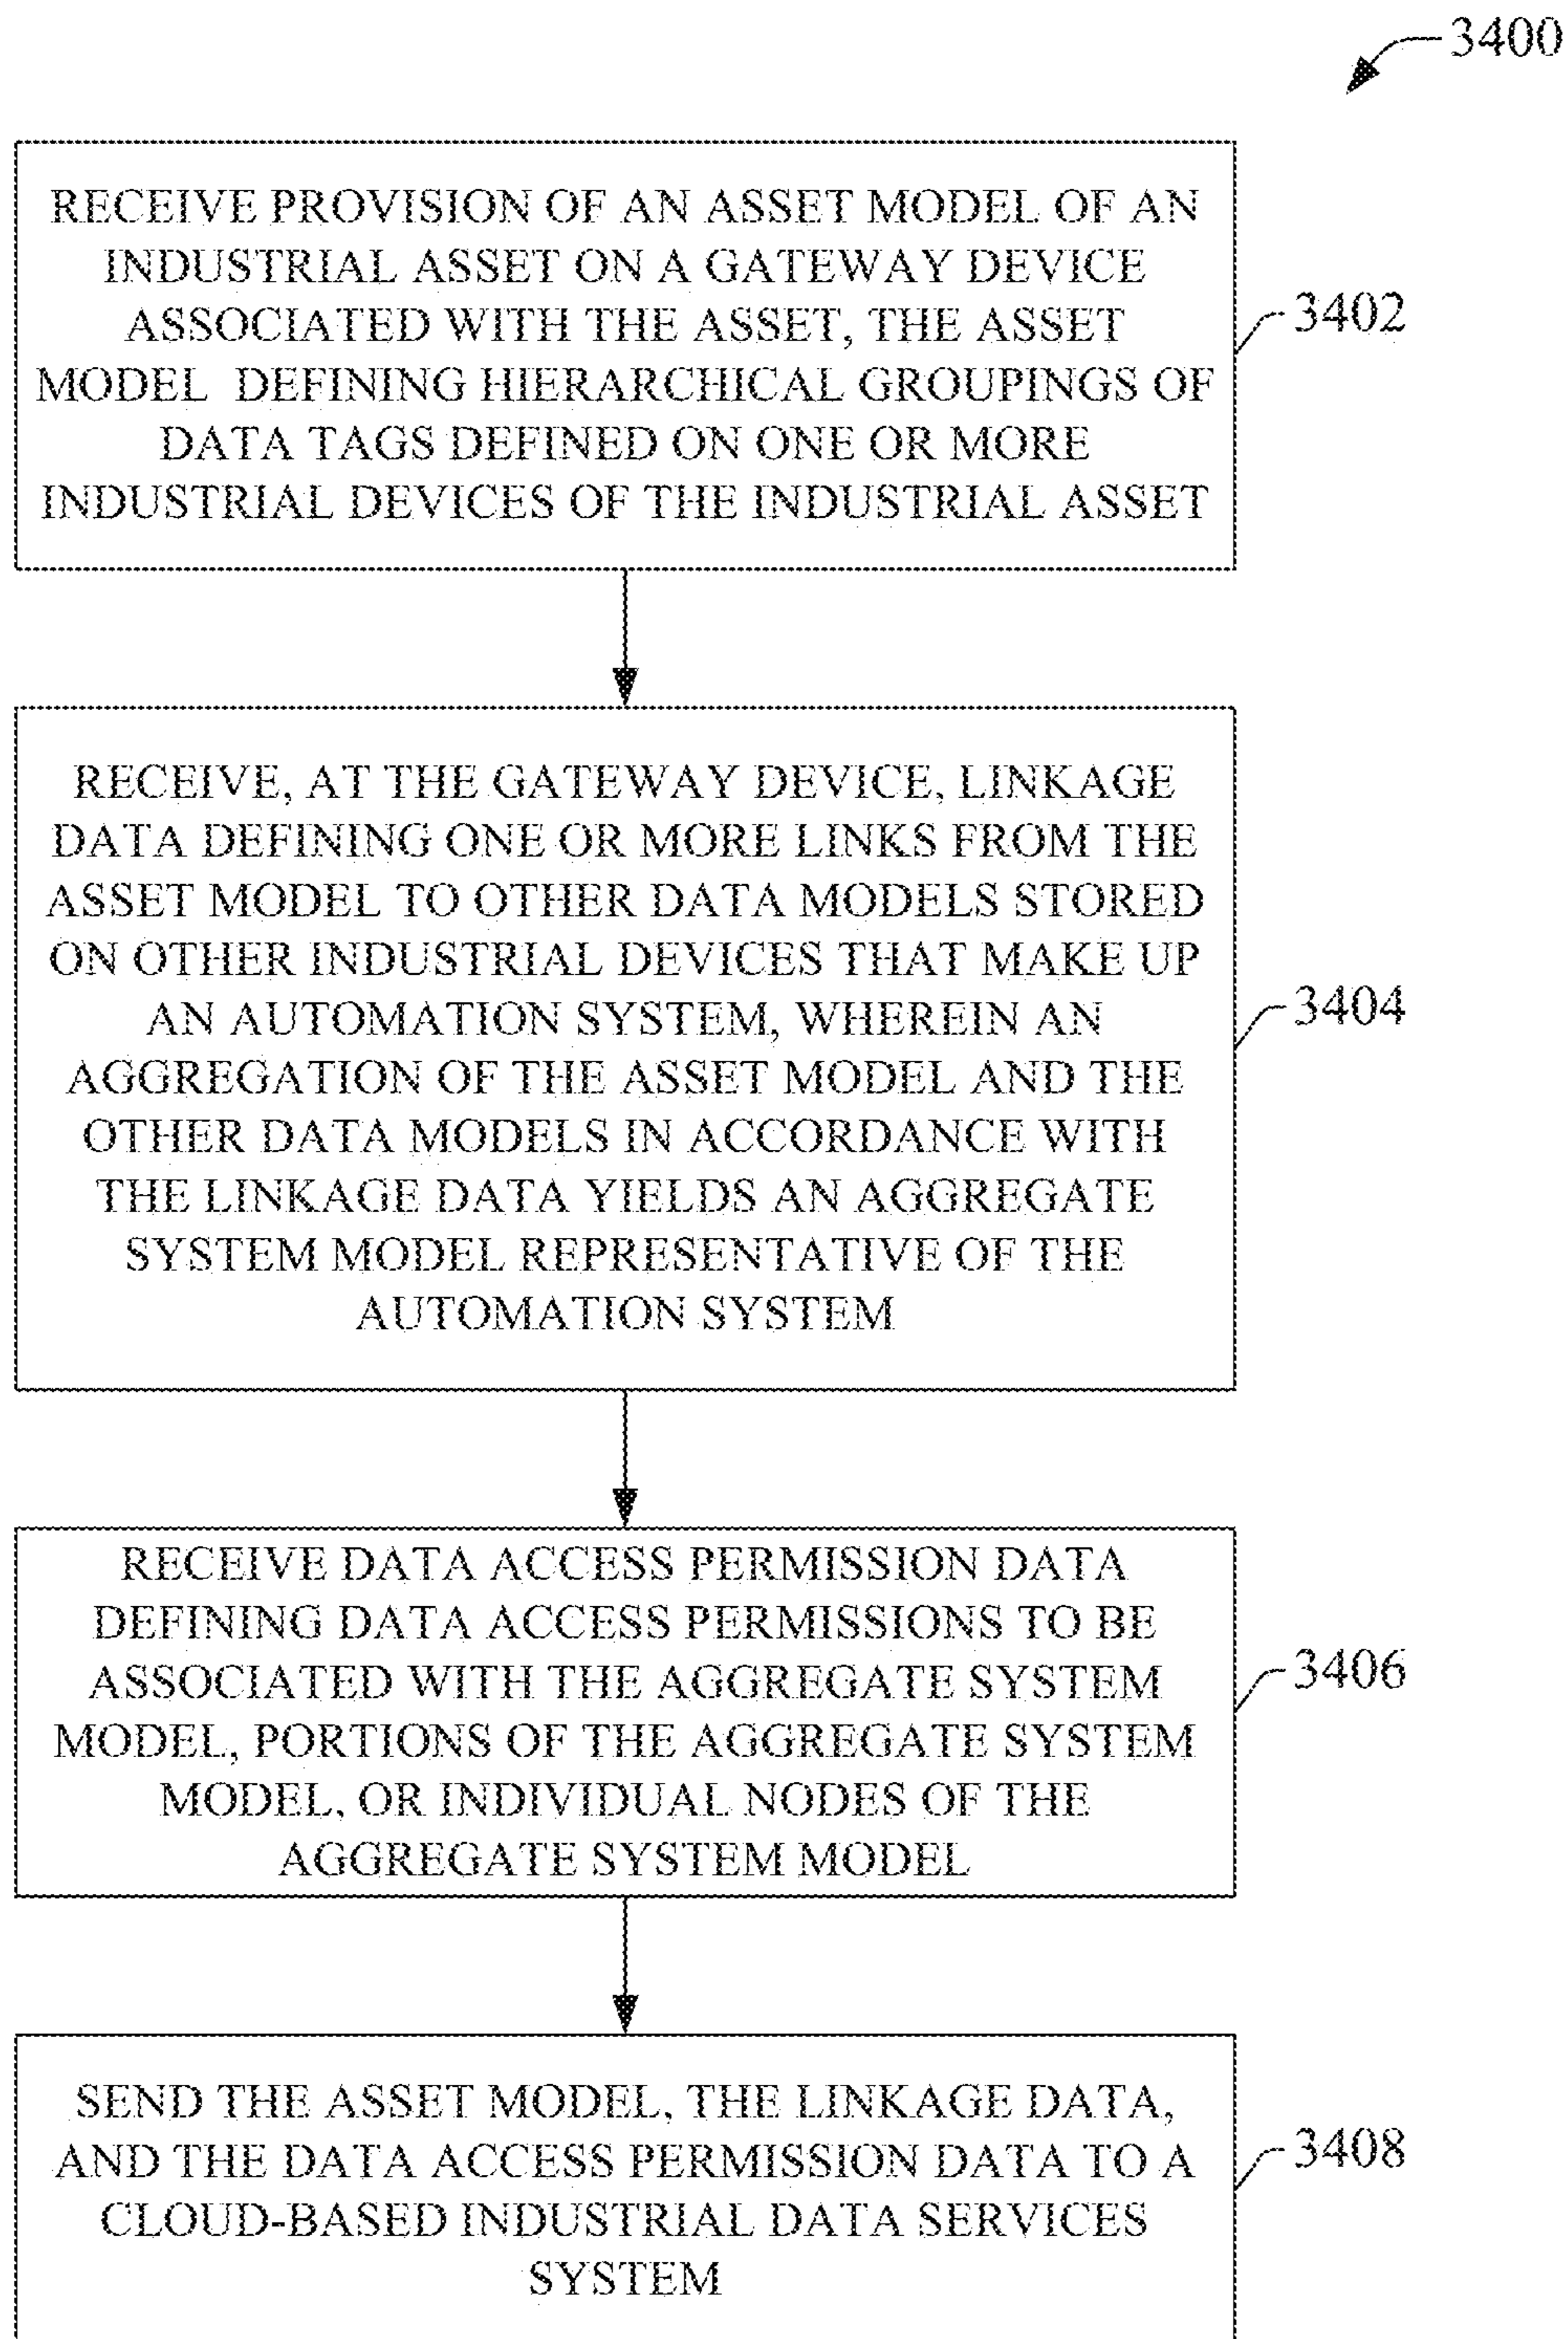 3400
RECEIVE PROVISION OF AN ASSET MODEL OF AN
INDUSTRIAL ASSET ON A GATEWAY DEVICE
ASSOCIATED WITH THE ASSET, THE ASSET
MODEL DEFINING HIERARCHICAL GROUPINGS OF
DATA TAGS DEFINED ON ONE OR MORE
INDUSTRIAL DEVICES OF THE INDUSTRIAL ASSET
3402
RECEIVE, AT THE GATEWAY DEVICE, LINKAGE
DATA DEFINING ONE OR MORE LINKS FROM THE
ASSET MODEL TO OTHER DATA MODELS STORED
ON OTHER INDUSTRIAL DEVICES THAT MAKE UP
AN AUTOMATION SYSTEM, WHEREIN AN
AGGREGATION OF THE ASSET MODEL AND THE
OTHER DATA MODELS IN ACCORDANCE WITH
THE LINKAGE DATA YIELDS AN AGGREGATE
SYSTEM MODEL REPRESENTATIVE OF THE
AUTOMATION SYSTEM
3404
RECEIVE DATA ACCESS PERMISSION DATA
DEFINING DATA ACCESS PERMISSIONS TO BE
ASSOCIATED WITH THE AGGREGATE SYSTEM
MODEL, PORTIONS OF THE AGGREGATE SYSTEM
MODEL, OR INDIVIDUAL NODES OF THE
AGGREGATE SYSTEM MODEL
3406
SEND THE ASSET MODEL, THE LINKAGE DATA,
AND THE DATA ACCESS PERMISSION DATA TO A
CLOUD-BASED INDUSTRIAL DATA SERVICES
SYSTEM
3408